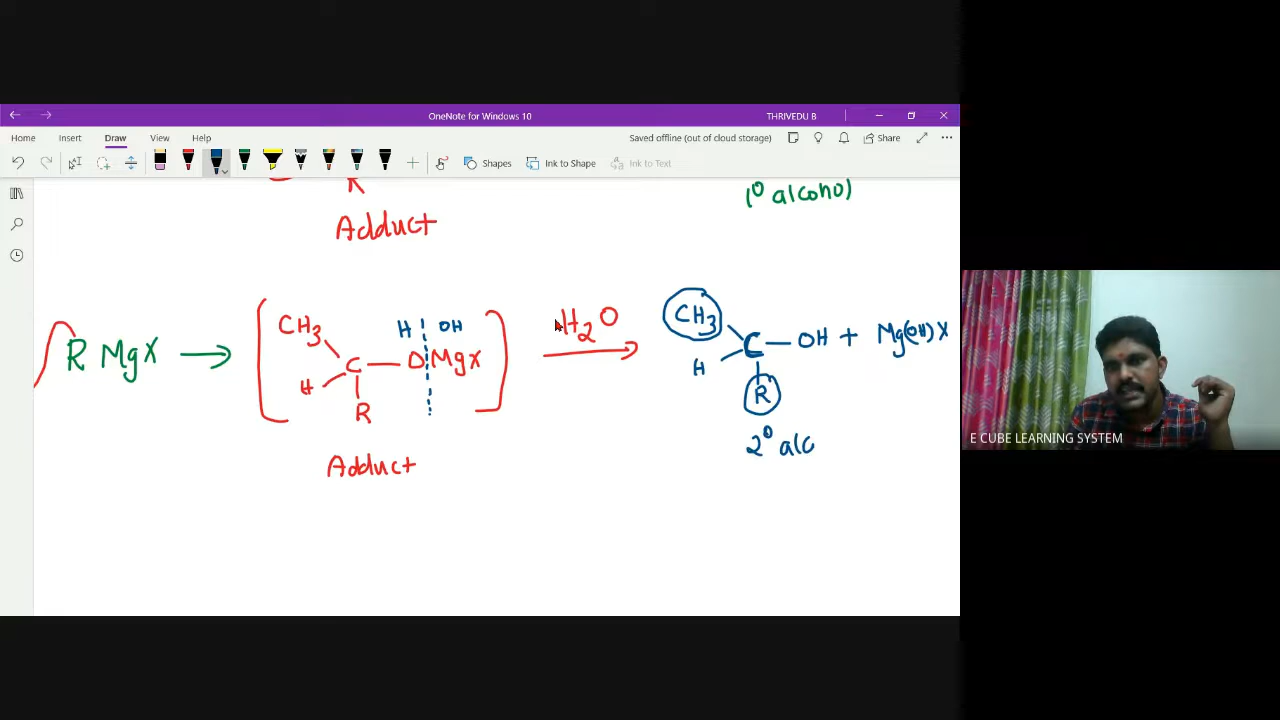 OneNote for Windows 10
THRIVEDU B
Home Insert Draw View Help
Saved offline (out of cloud storage)
Share
Shapes
Ink to Shape
Ink to Text
R
Adduct
(1° alcohol)
R MgX →
CH3
H OH
C — O MgX
H
R
Adduct
H2O
CH3
C — OH + Mg(OH)X
H
R
2° alc
E CUBE LEARNING SYSTEM